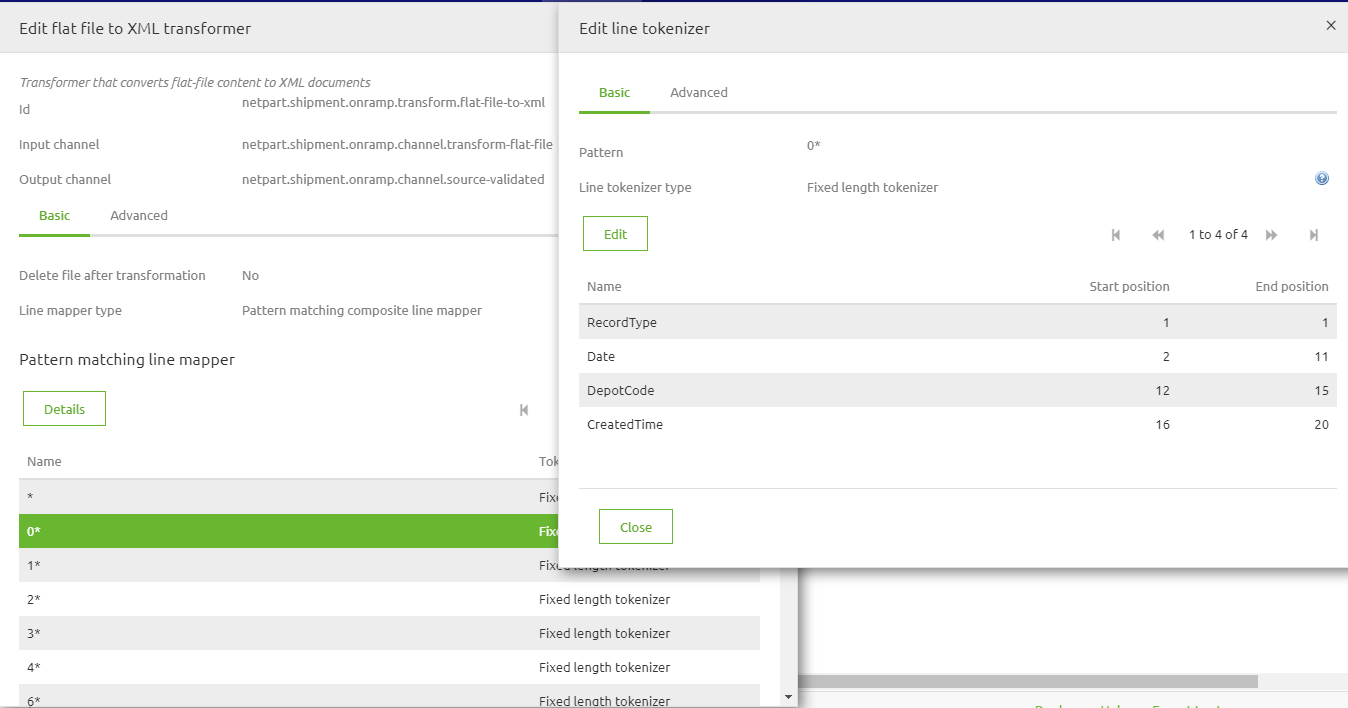 Edit flat file to XML transformer
Transformer that converts flat-file content to XML documents
Id netpart.shipment.onramp.transform.flat-file-to-xml
Input channel netpart.shipment.onramp.channel.transform-flat-file
Output channel netpart.shipment.onramp.channel.source-validated
Basic Advanced
Delete file after transformation No
Line mapper type Pattern matching composite line mapper
Pattern matching line mapper
Details
Name Tok
* Fixe
0* Fixe
1* Fixed length tokenizer
2* Fixed length tokenizer
3* Fixed length tokenizer
4* Fixed length tokenizer
6* Fixed length tokenizer
Edit line tokenizer ×
Basic Advanced
Pattern 0*
Line tokenizer type Fixed length tokenizer
Edit 1 to 4 of 4
Name Start position End position
RecordType 1 1
Date 2 11
DepotCode 12 15
CreatedTime 16 20
Close